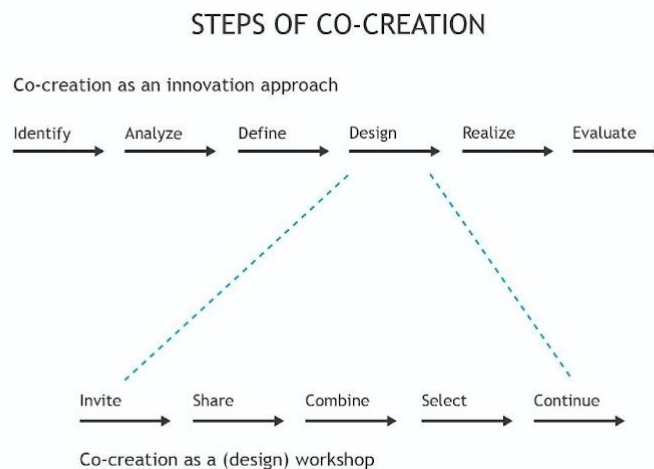 STEPS OF CO-CREATION
Co-creation as an innovation approach
Identify Analyze Define Design Realize Evaluate
Invite Share Combine Select Continue
Co-creation as a (design) workshop